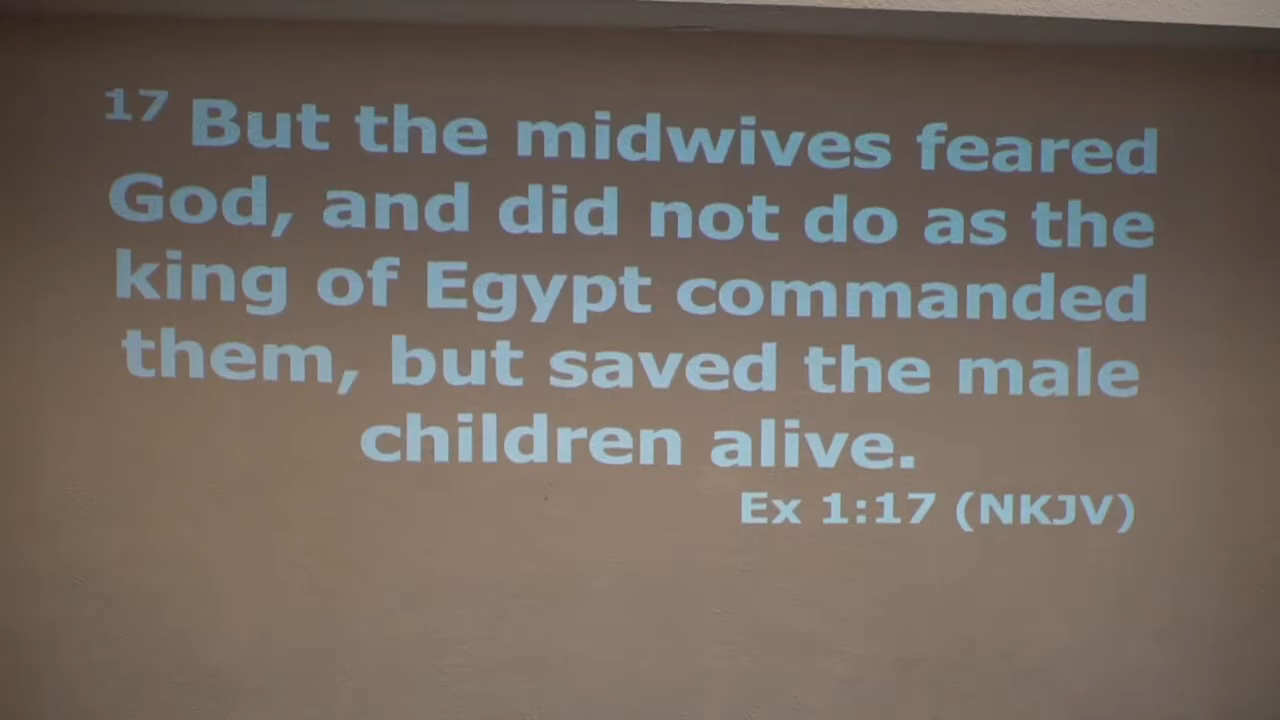 17 But the midwives feared
God, and did not do as the
king of Egypt commanded
them, but saved the male
children alive.
Ex 1:17 (NKJV)